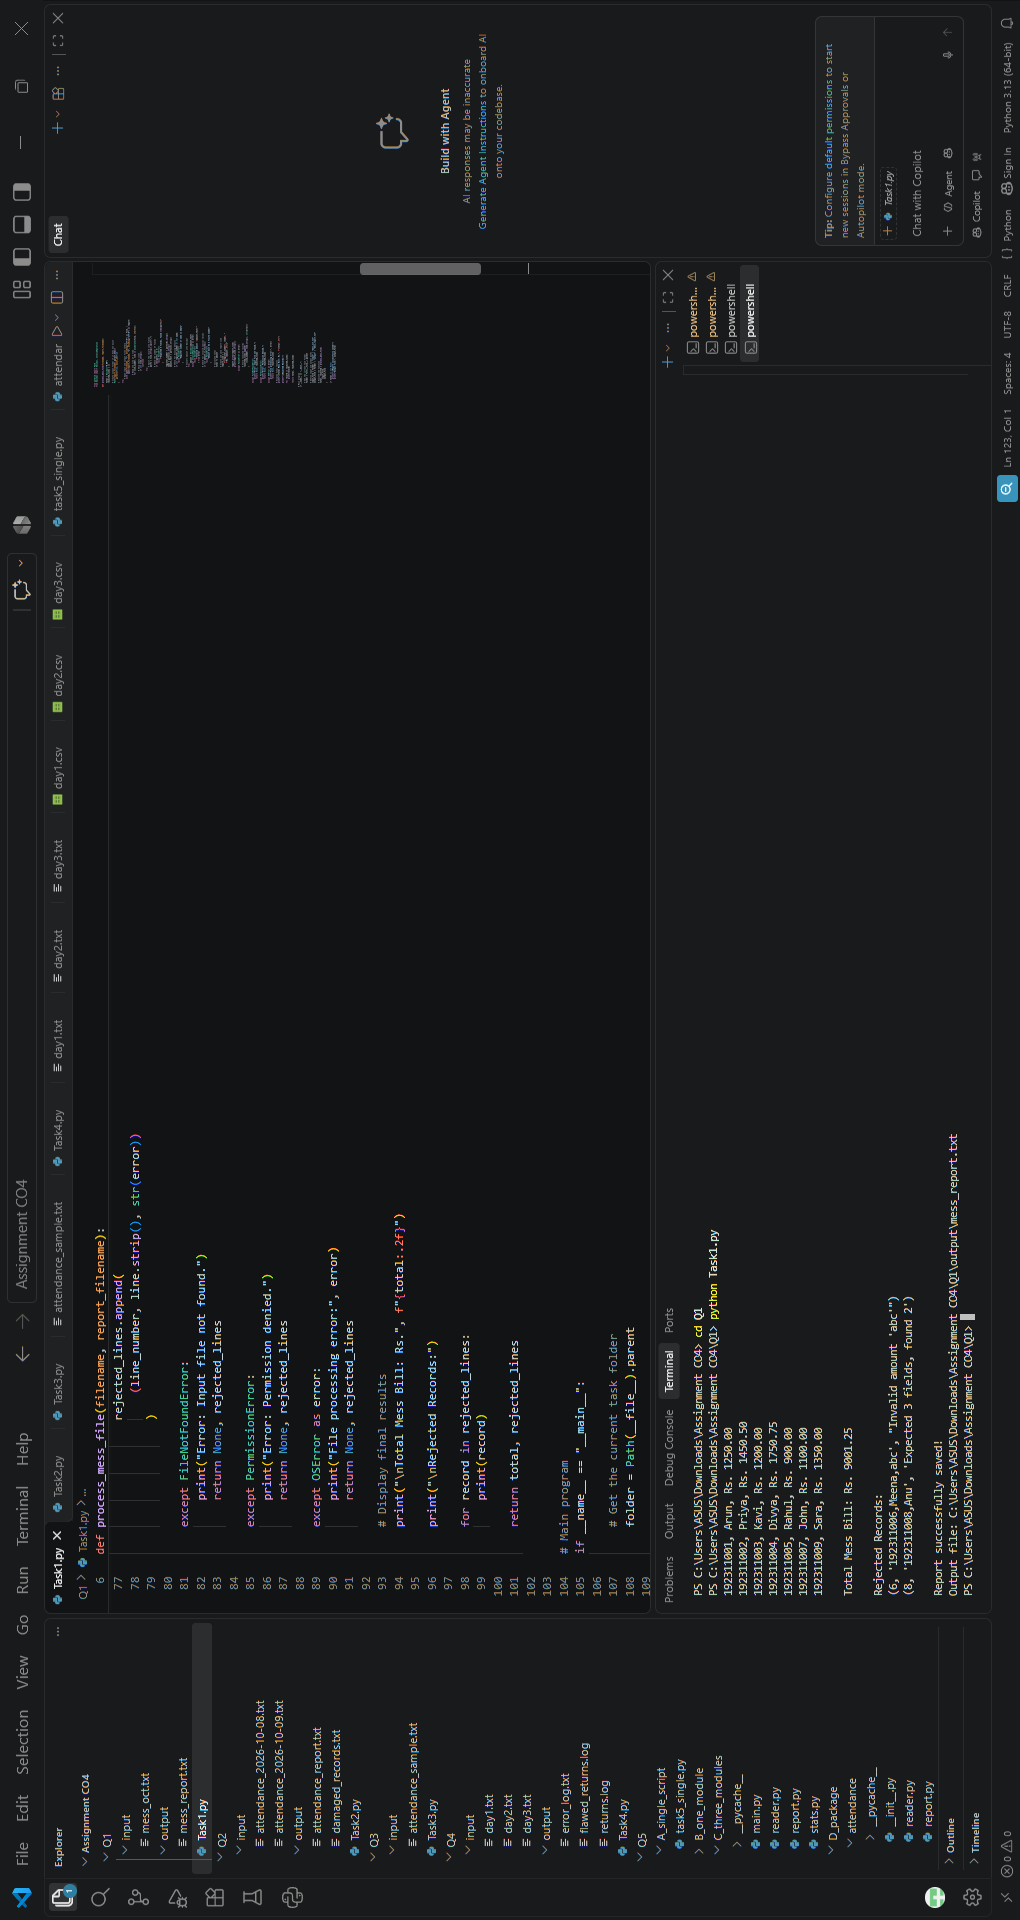 File Edit Selection View Go Run Terminal Help
Assignment CO4
Explorer
Assignment CO4
Q1
input
mess_oct.txt
output
mess_report.txt
Task1.py
Q2
input
attendance_2026-10-08.txt
attendance_2026-10-09.txt
output
attendance_report.txt
damaged_records.txt
Task2.py
Q3
input
attendance_sample.txt
Task3.py
Q4
input
day1.txt
day2.txt
day3.txt
output
error_log.txt
flawed_returns.log
returns.log
Task4.py
Q5
A_single_script
task5_single.py
B_one_module
C_three_modules
__pycache__
main.py
reader.py
report.py
stats.py
D_package
attendance
__pycache__
__init__.py
reader.py
report.py
Outline
Timeline
Task1.py Task2.py Task3.py attendance_sample.txt Task4.py day1.txt day2.txt day3.txt day1.csv day2.csv day3.csv task5_single.py attendar
Q1 > Task1.py > ...
6 def process_mess_file(filename, report_filename):
77 rejected_lines.append(
78 (line_number, line.strip(), str(error))
79 )
80
81 except FileNotFoundError:
82 print("Error: Input file not found.")
83 return None, rejected_lines
84
85 except PermissionError:
86 print("Error: Permission denied.")
87 return None, rejected_lines
88
89 except OSError as error:
90 print("File processing error:", error)
91 return None, rejected_lines
92
93 # Display final results
94 print("\nTotal Mess Bill: Rs.", f"{total:.2f}")
95
96 print("\nRejected Records:")
97
98 for record in rejected_lines:
99 print(record)
100
101 return total, rejected_lines
102
103
104 # Main program
105 if __name__ == "__main__":
106
107 # Get the current task folder
108 folder = Path(__file__).parent
109
Problems Output Debug Console Terminal Ports
PS C:\Users\ASUS\Downloads\Assignment CO4> cd Q1
PS C:\Users\ASUS\Downloads\Assignment CO4\Q1> python Task1.py
192311001, Arun, Rs. 1250.00
192311002, Priya, Rs. 1450.50
192311003, Kavi, Rs. 1200.00
192311004, Divya, Rs. 1750.75
192311005, Rahul, Rs. 900.00
192311007, John, Rs. 1100.00
192311009, Sara, Rs. 1350.00
Total Mess Bill: Rs. 9001.25
Rejected Records:
(6, '192311006,Meena,abc', "Invalid amount 'abc'")
(8, '192311008,Anu', 'Expected 3 fields, found 2')
Report successfully saved!
Output file: C:\Users\ASUS\Downloads\Assignment CO4\Q1\output\mess_report.txt
PS C:\Users\ASUS\Downloads\Assignment CO4\Q1>
powersh...
powersh...
powershell
powershell
Chat
Build with Agent
AI responses may be inaccurate
Generate Agent Instructions to onboard AI
onto your codebase.
Tip: Configure default permissions to start
new sessions in Bypass Approvals or
Autopilot mode.
Task1.py
Chat with Copilot
Agent
Copilot
0 0
Ln 123, Col 1 Spaces: 4 UTF-8 CRLF { } Python Sign In Python 3.13 (64-bit)